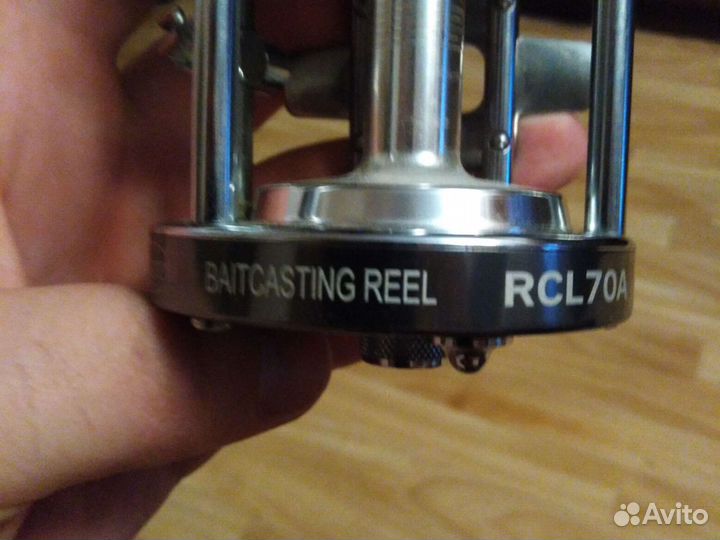 BAITCASTING REEL RCL70A
Avito